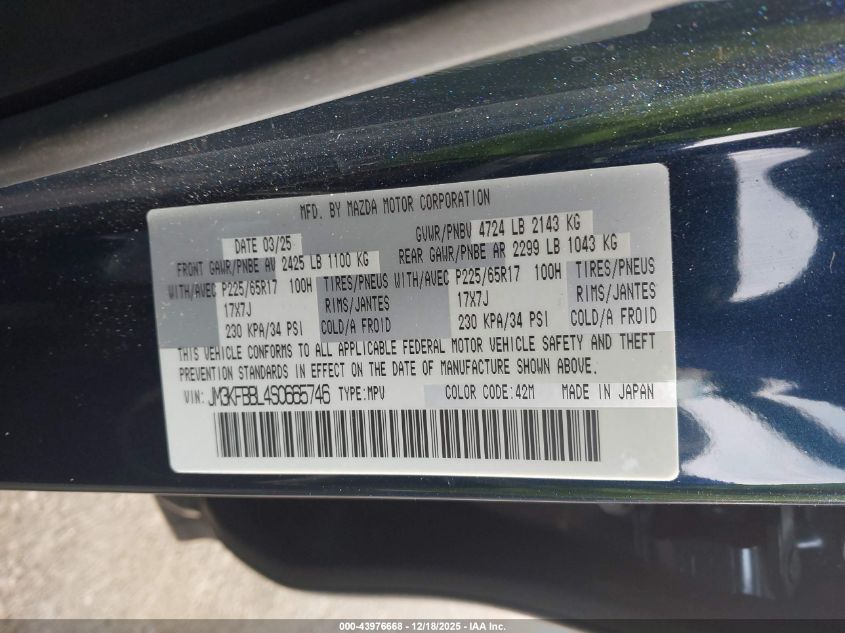 MFD. BY MAZDA MOTOR CORPORATION
DATE 03/25 GVWR/PNBV 4724 LB 2143 KG
FRONT GAWR/PNBE AV 2425 LB 1100 KG REAR GAWR/PNBE AR 2299 LB 1043 KG
WITH/AVEC P225/65R17 100H TIRES/PNEUS WITH/AVEC P225/65R17 100H TIRES/PNEUS
17X7J RIMS/JANTES 17X7J RIMS/JANTES
230 KPA/34 PSI COLD/A FROID 230 KPA/34 PSI COLD/A FROID
THIS VEHICLE CONFORMS TO ALL APPLICABLE FEDERAL MOTOR VEHICLE SAFETY AND THEFT
PREVENTION STANDARDS IN EFFECT ON THE DATE OF MANUFACTURE SHOWN ABOVE.
VIN: JM3KFBBL4S0665746 TYPE:MPV COLOR CODE:42M MADE IN JAPAN
000-43976668 - 12/18/2025 - IAA Inc.